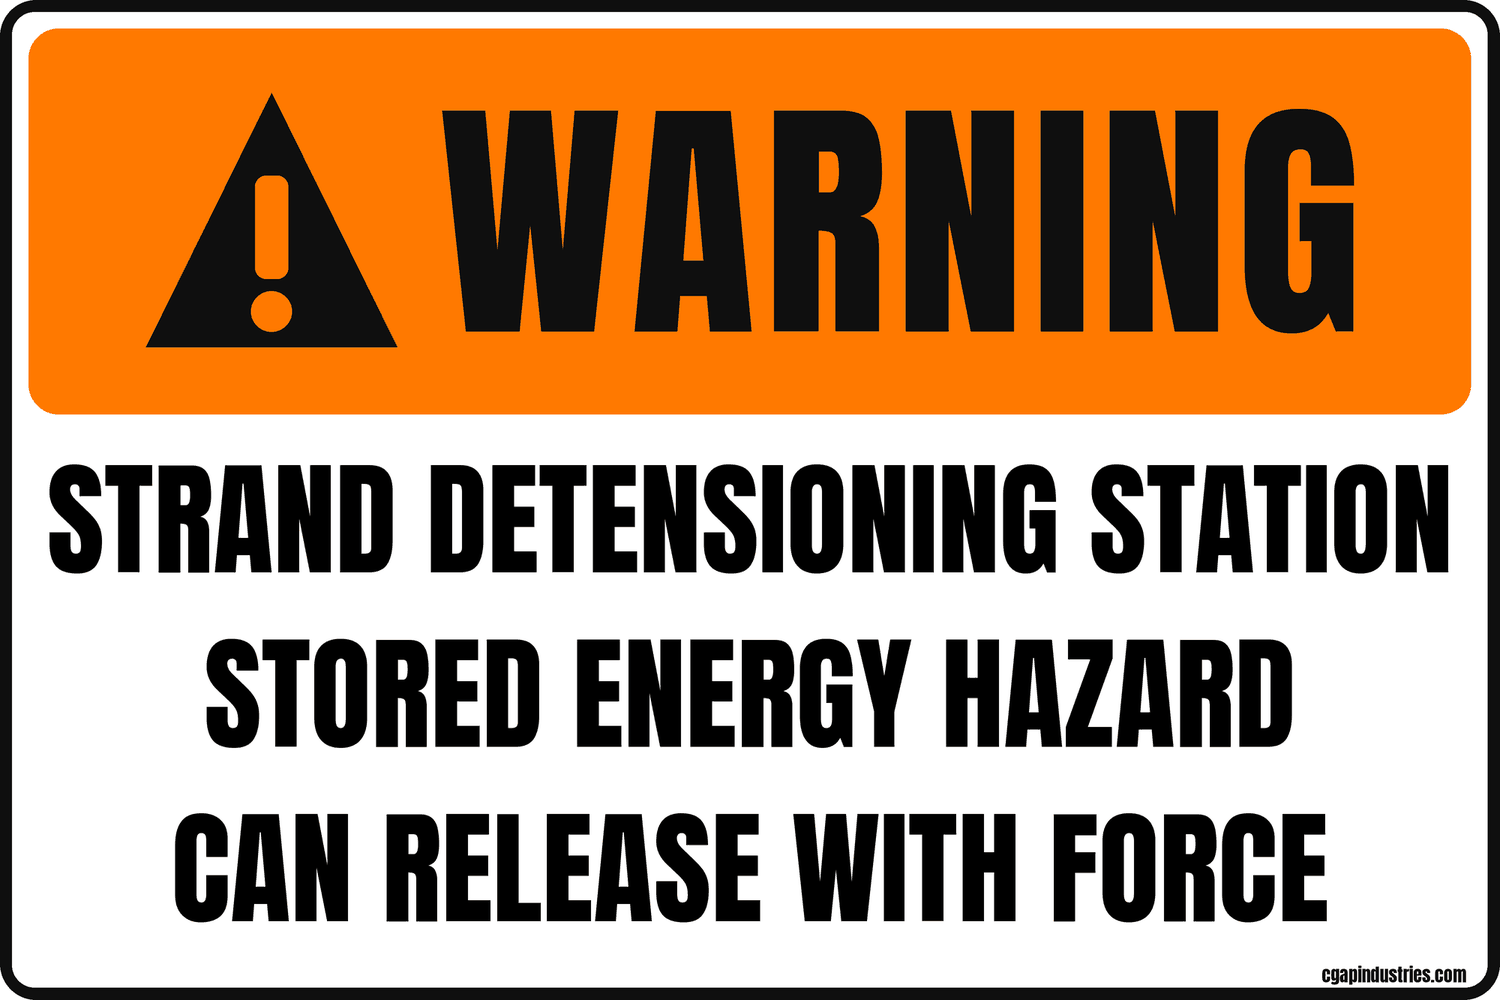 WARNING
STRAND DETENSIONING STATION
STORED ENERGY HAZARD
CAN RELEASE WITH FORCE
cgapindustries.com